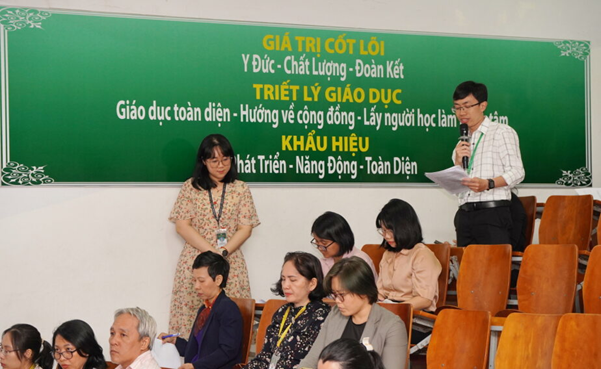 GIÁ TRỊ CỐT LÕI
Y Đức - Chất Lượng - Đoàn Kết
TRIẾT LÝ GIÁO DỤC
Giáo dục toàn diện - Hướng về cộng đồng - Lấy người học làm tâm
KHẨU HIỆU
Triển - Năng Động - Toàn Diện